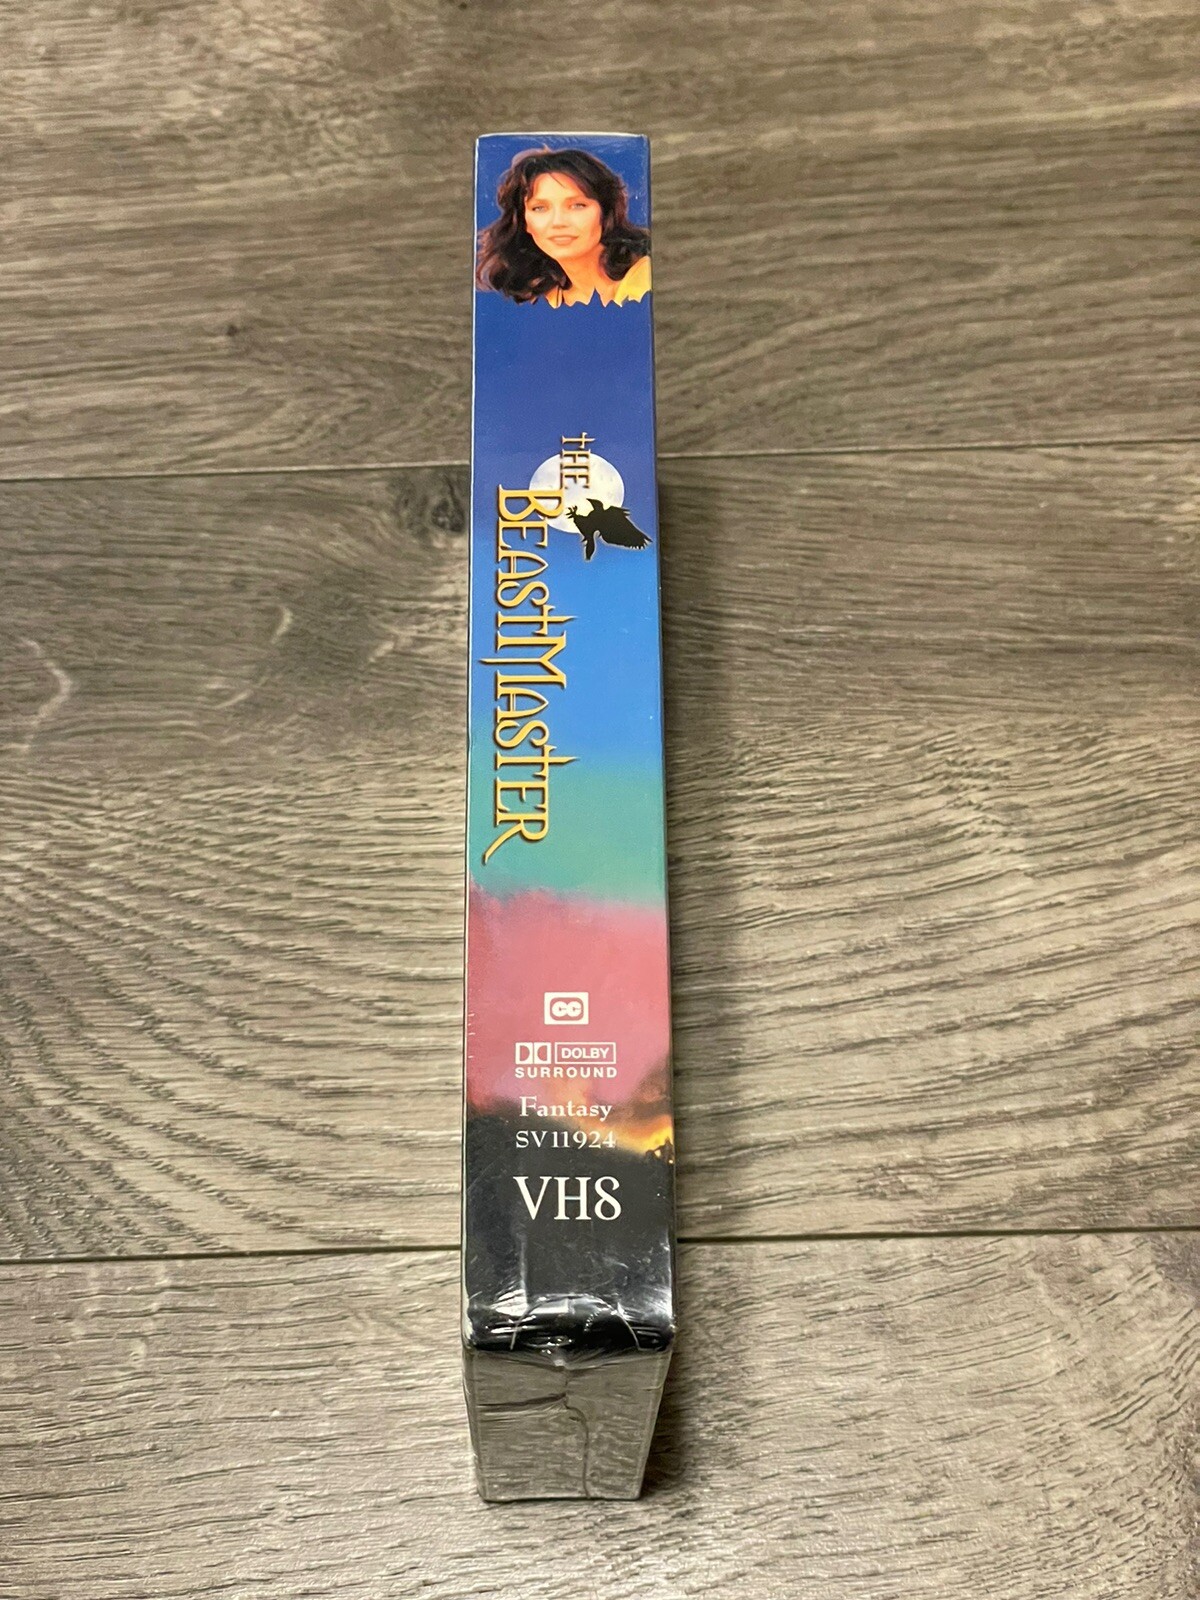 THE
BEASTMASTER
CC
DOLBY
SURROUND
Fantasy
SV11924
VHS